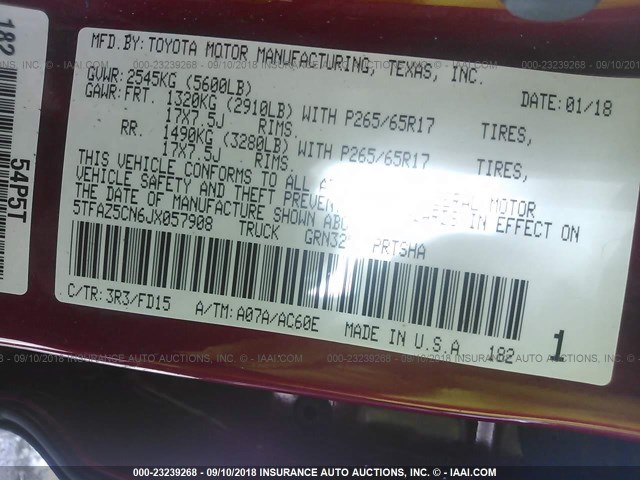 182
54P5T
MFD.BY: TOYOTA MOTOR MANUFACTURING, TEXAS, INC.
GVWR: 2545KG (5600LB) DATE: 01/18
GAWR: FRT. 1320KG (2910LB) WITH P265/65R17 TIRES,
17X7.5J RIMS.
RR. 1490KG (3280LB) WITH P265/65R17 TIRES,
17X7.5J RIMS.
THIS VEHICLE CONFORMS TO ALL MOTOR
VEHICLE SAFETY AND THEFT IN EFFECT ON
THE DATE OF MANUFACTURE SHOWN
5TFAZ5CN6JX057908 TRUCK PRTSHA
C/TR: 3R3/FD15 A/TM: A07A/AC60E MADE IN U.S.A 182 1
000-23239268 - 09/10/2018 INSURANCE AUTO AUCTIONS CENTER - IAAI.COM